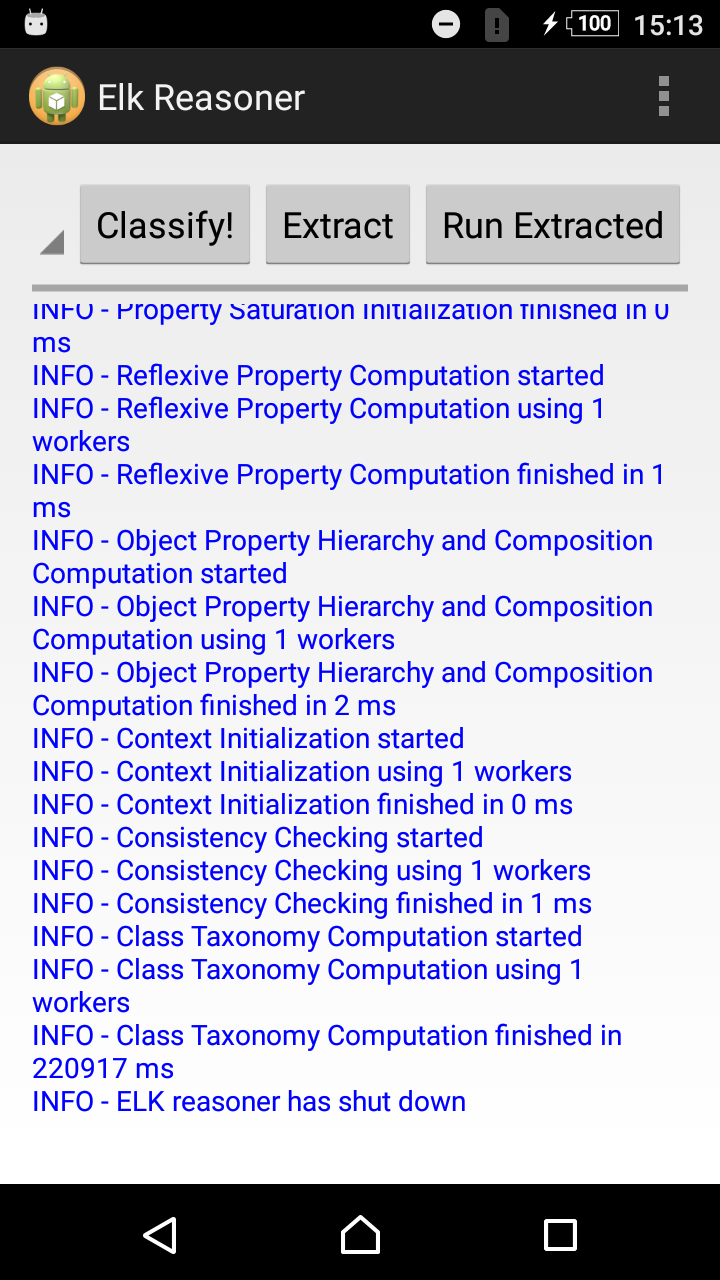 100 15:13
Elk Reasoner
Classify! Extract Run Extracted
INFO - Property Saturation Initialization finished in 0
ms
INFO - Reflexive Property Computation started
INFO - Reflexive Property Computation using 1
workers
INFO - Reflexive Property Computation finished in 1
ms
INFO - Object Property Hierarchy and Composition
Computation started
INFO - Object Property Hierarchy and Composition
Computation using 1 workers
INFO - Object Property Hierarchy and Composition
Computation finished in 2 ms
INFO - Context Initialization started
INFO - Context Initialization using 1 workers
INFO - Context Initialization finished in 0 ms
INFO - Consistency Checking started
INFO - Consistency Checking using 1 workers
INFO - Consistency Checking finished in 1 ms
INFO - Class Taxonomy Computation started
INFO - Class Taxonomy Computation using 1
workers
INFO - Class Taxonomy Computation finished in
220917 ms
INFO - ELK reasoner has shut down